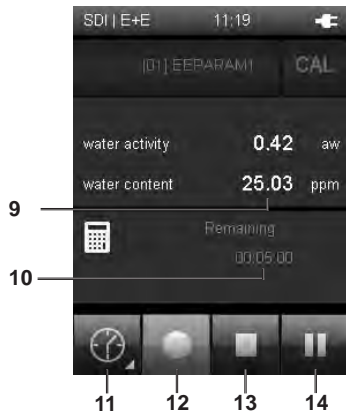 SDI | E+E 11:19
[01] EEPARAM1 CAL
water activity 0.42 aw
water content 25.03 ppm
9
Remaining
10
00:05:00
11 12 13 14